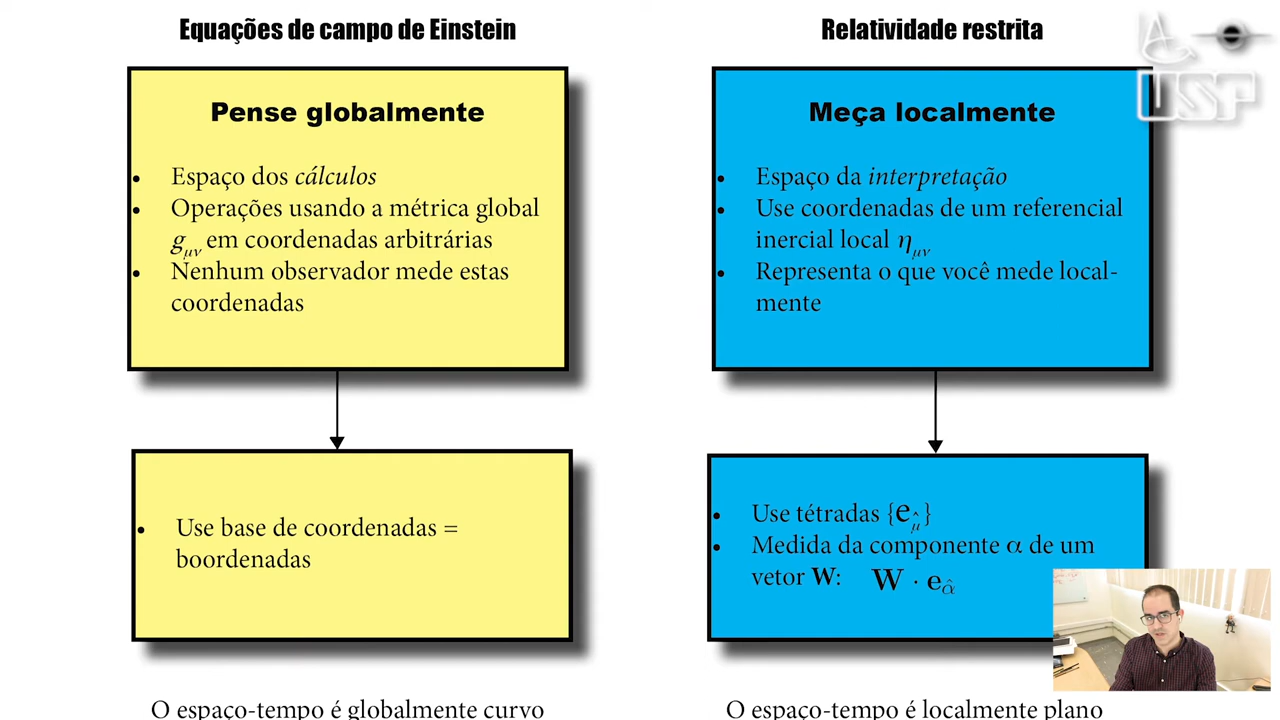 Equações de campo de Einstein
Pense globalmente
• Espaço dos cálculos
• Operações usando a métrica global
gμν em coordenadas arbitrárias
• Nenhum observador mede estas
coordenadas
• Use base de coordenadas =
boordenadas
O espaço-tempo é globalmente curvo
Relatividade restrita
Meça localmente
• Espaço da interpretação
• Use coordenadas de um referencial
inercial local ημν
• Representa o que você mede local-
mente
• Use tétradas {e_μ̂}
• Medida da componente α de um
vetor W: W · e_α̂
O espaço-tempo é localmente plano
USP